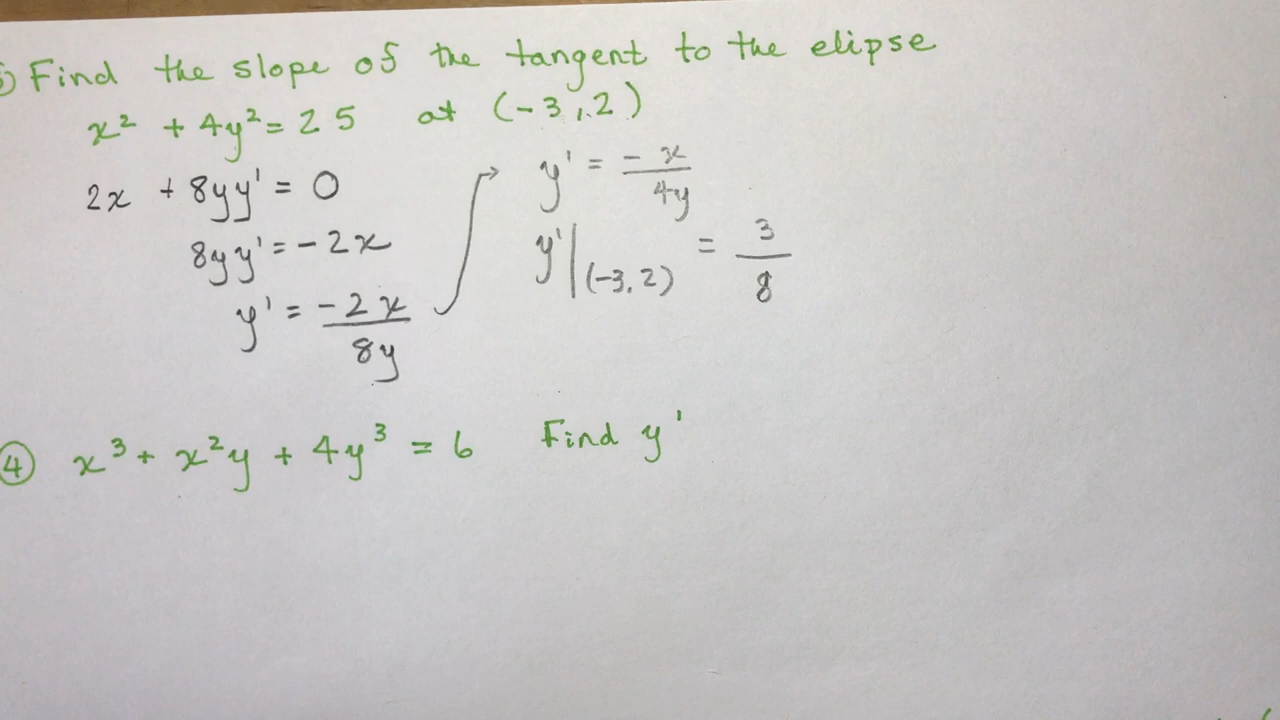 ) Find the slope of the tangent to the elipse
x² + 4y² = 25 at (-3, 2)
2x + 8yy' = 0
8yy' = -2x
y' = -2x / 8y
y' = -x / 4y
y'|(-3, 2) = 3 / 8
④ x³ + x²y + 4y³ = 6 Find y'